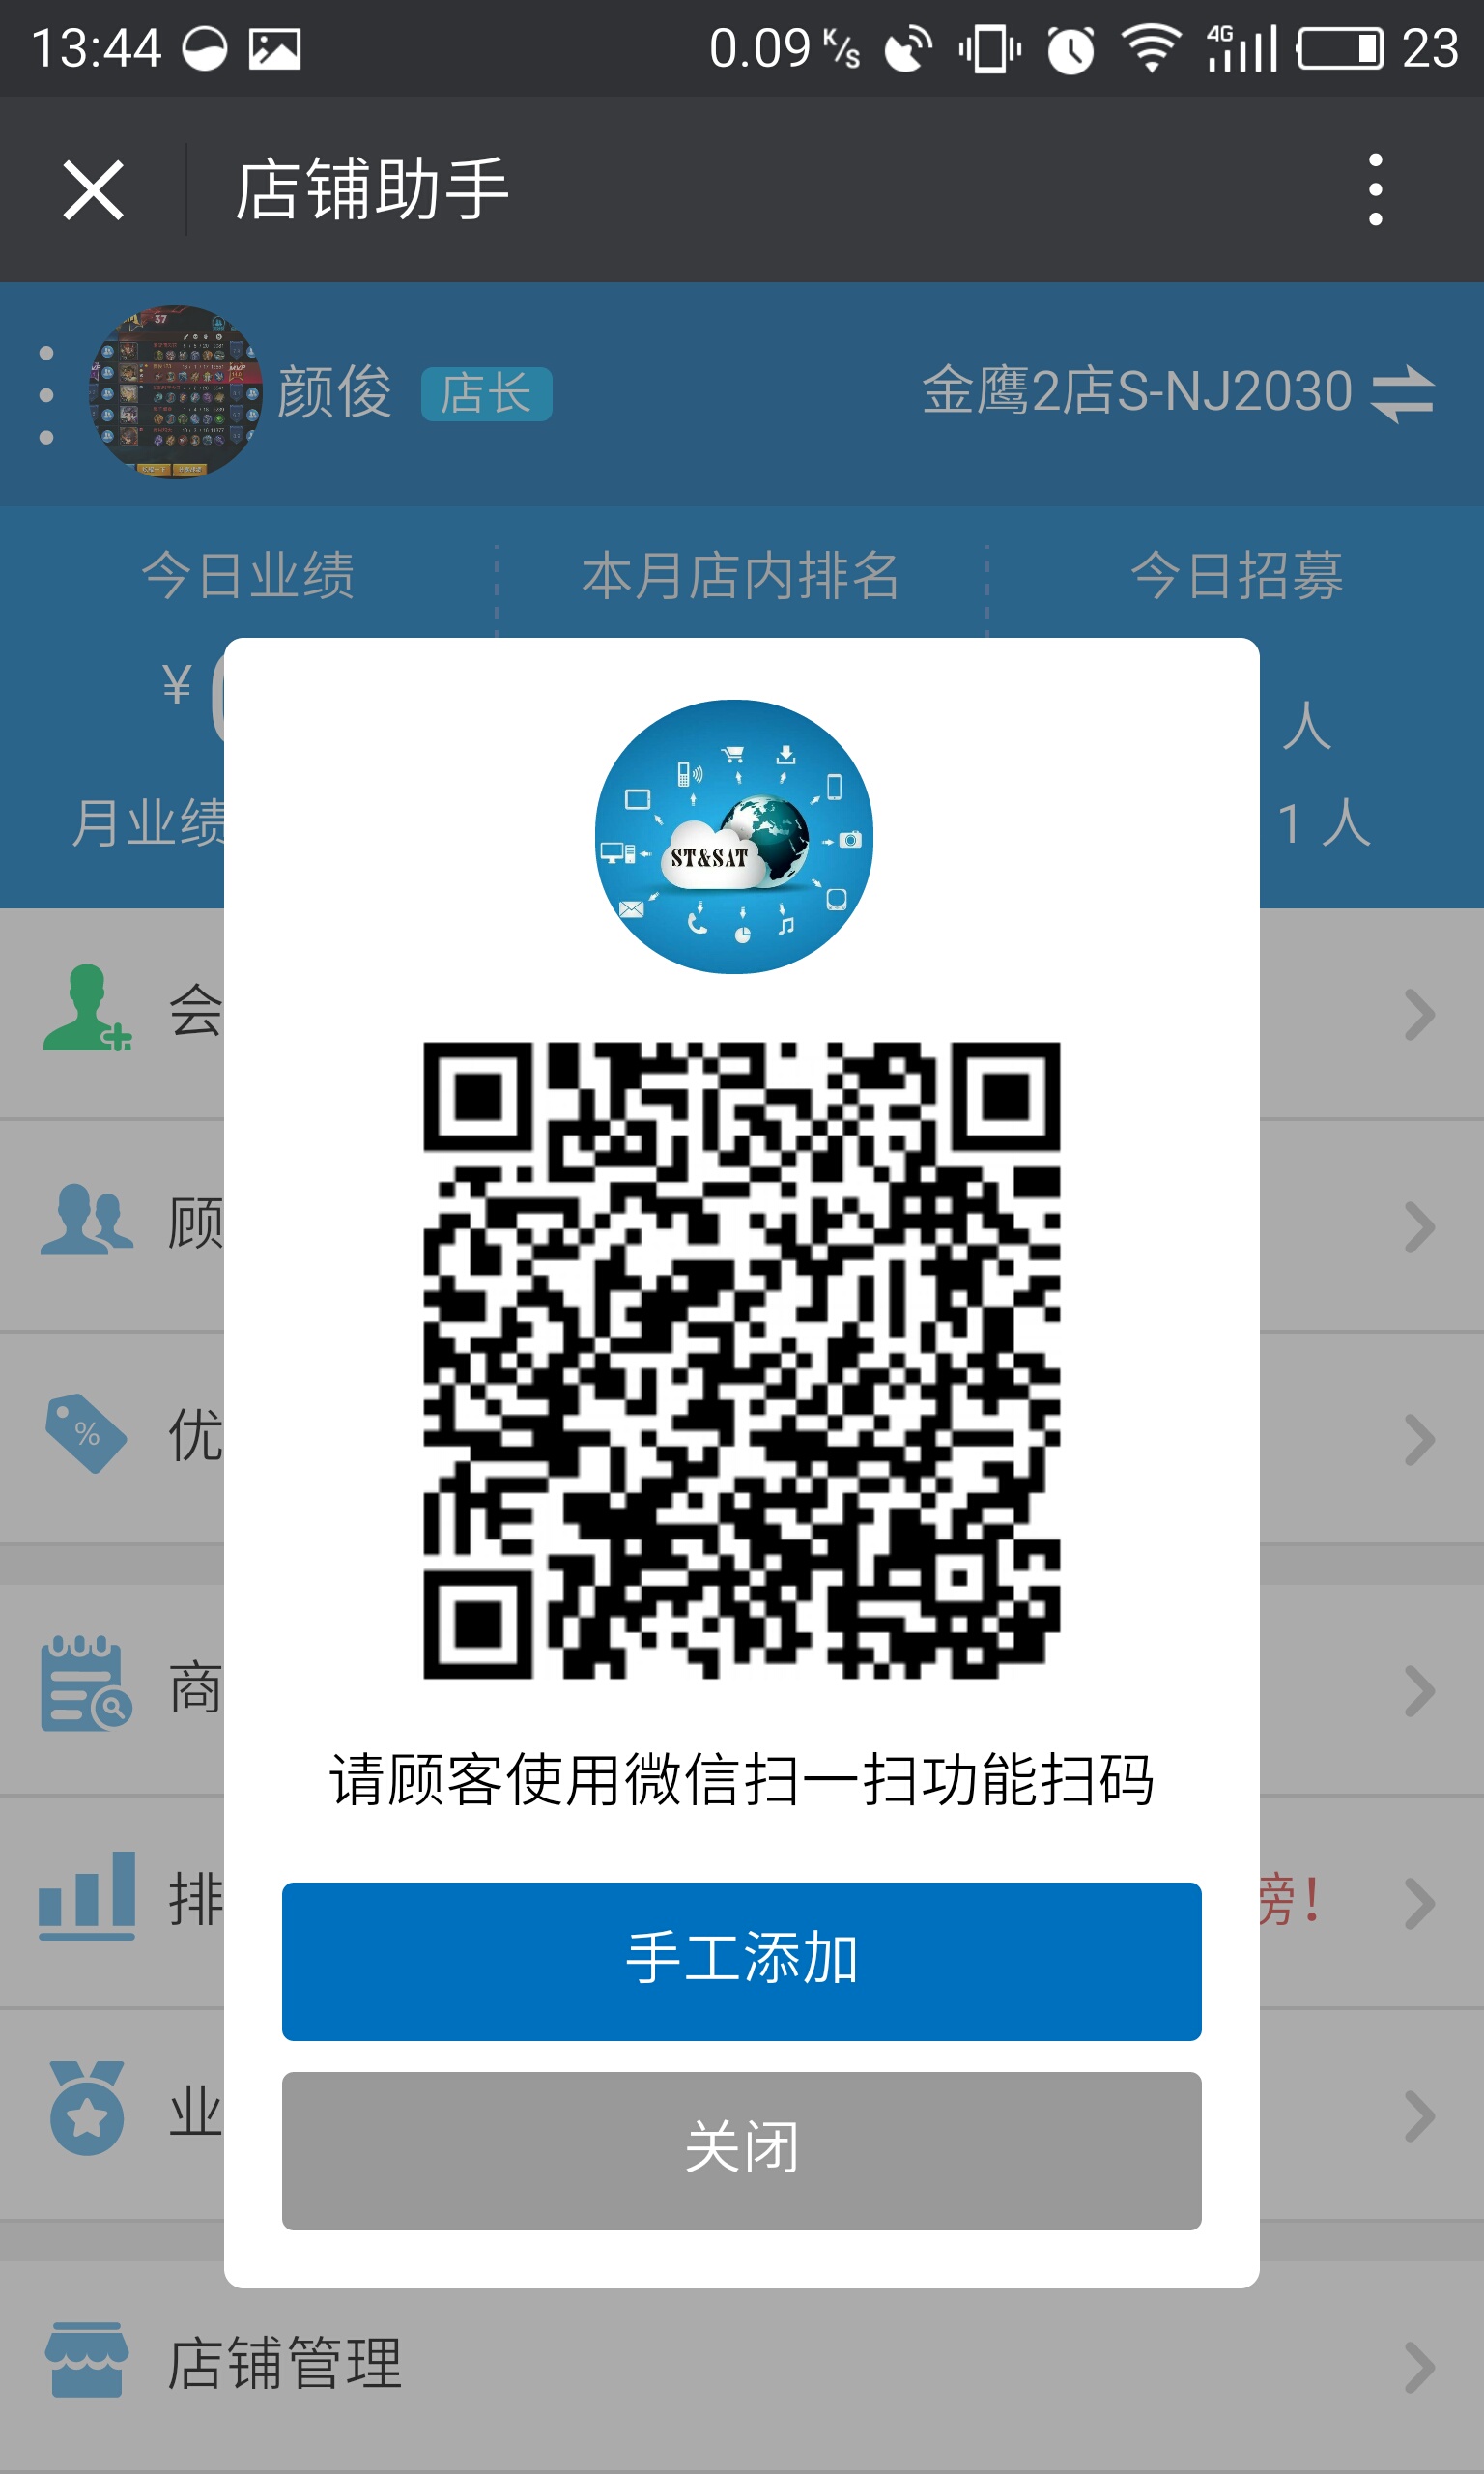 13:44 0.09 K/s 4G 23
店铺助手
颜俊 店长 金鹰2店S-NJ2030
今日业绩 本月店内排名 今日招募
¥ 人
月业绩 1 人
ST&SAT
会
顾
优
%
商
请顾客使用微信扫一扫功能扫码
排 榜!
手工添加
业
关闭
店铺管理